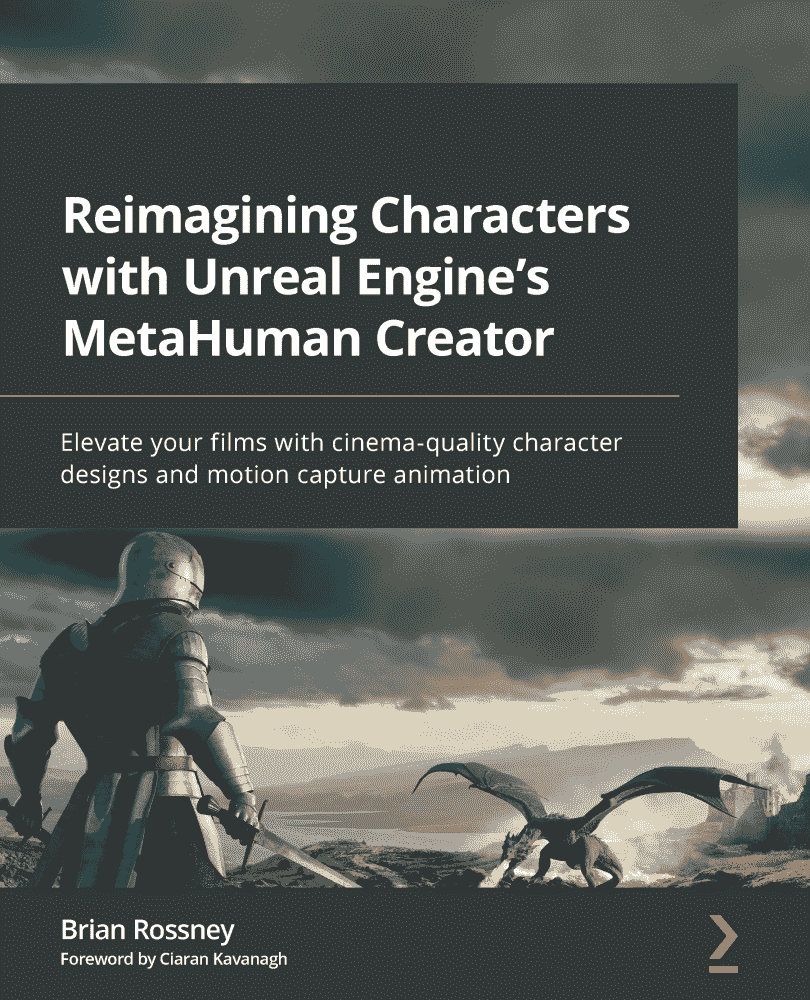 Reimagining Characters
with Unreal Engine’s
MetaHuman Creator
Elevate your films with cinema-quality character
designs and motion capture animation
Brian Rossney
Foreword by Ciaran Kavanagh